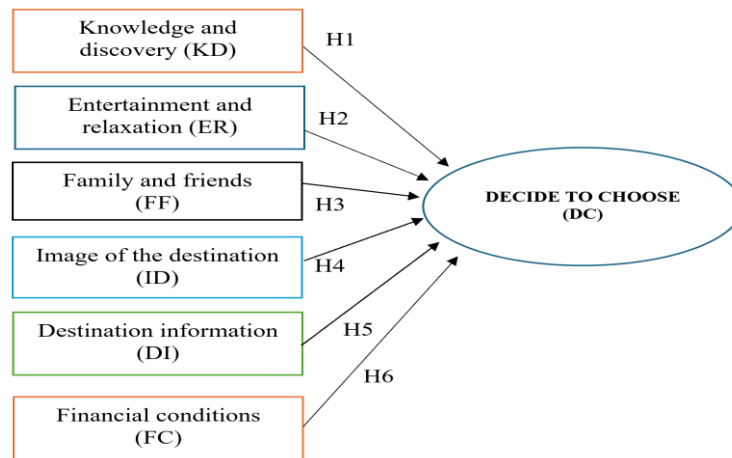 Knowledge and
discovery (KD)
H1
Entertainment and
relaxation (ER)
H2
Family and friends
(FF)
H3
DECIDE TO CHOOSE
(DC)
Image of the destination
(ID)
H4
Destination information
(DI)
H5
H6
Financial conditions
(FC)